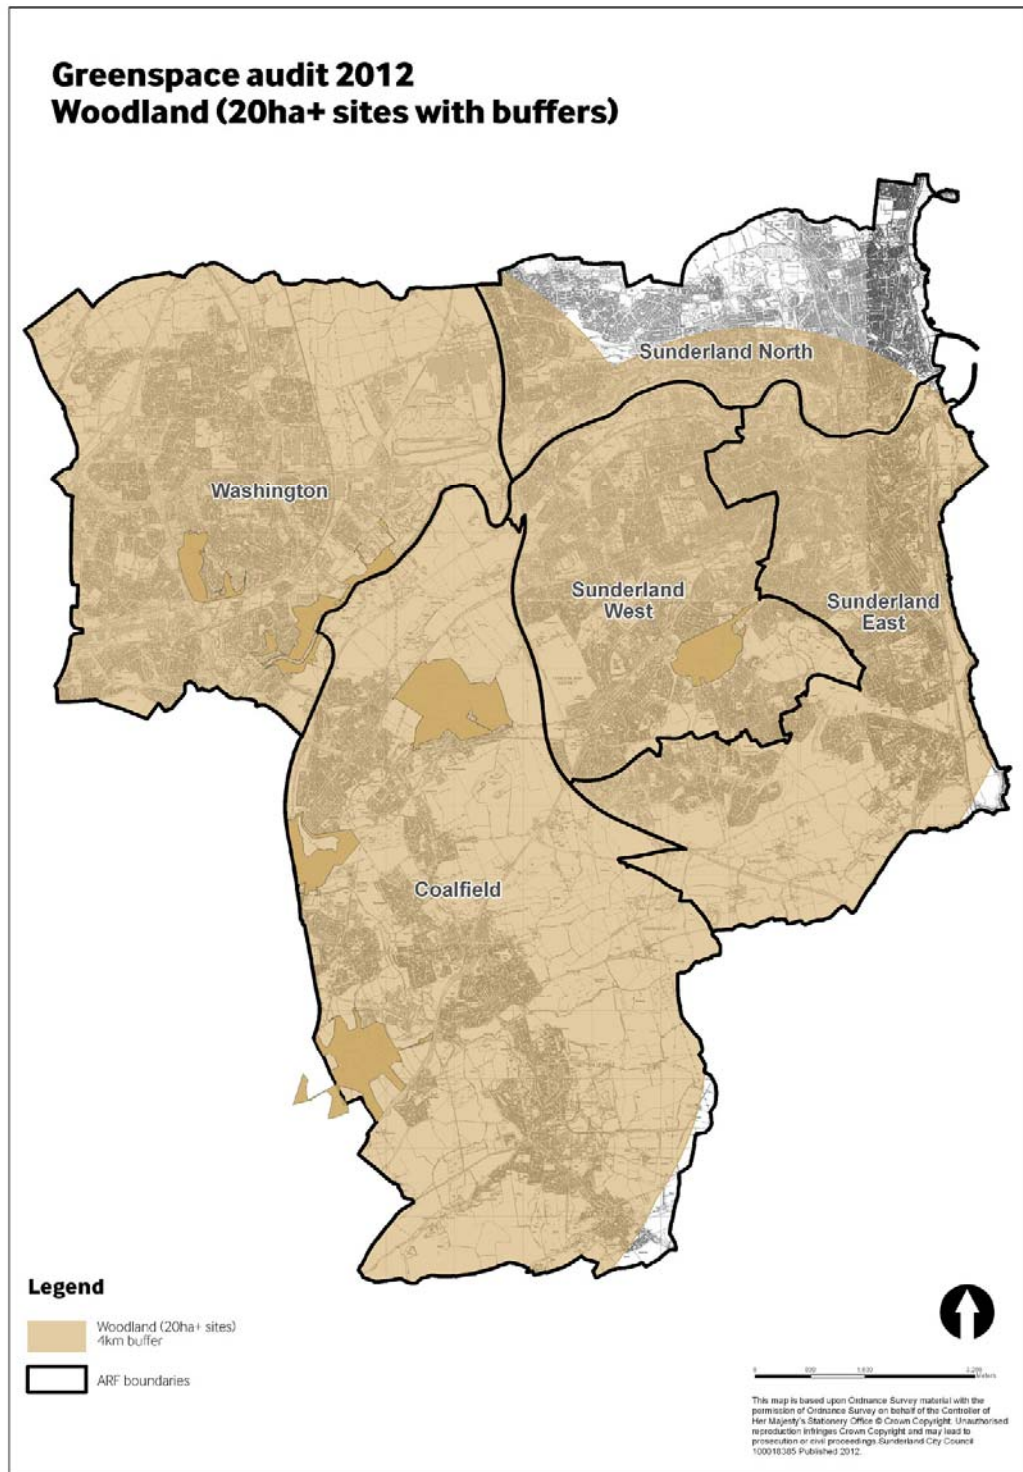 Greenspace audit 2012
Woodland (20ha+ sites with buffers)
Sunderland North
Washington
Sunderland
West
Sunderland
East
Coalfield
Legend
Woodland (20ha+ sites)
4km buffer
ARF boundaries
0
Meters
This map is based upon Ordnance Survey material with the
permission of Ordnance Survey on behalf of the Controller of
Her Majesty's Stationery Office © Crown Copyright. Unauthorised
reproduction infringes Crown Copyright and may lead to
prosecution or civil proceedings.Sunderland City Council
100018385 Published 2012.